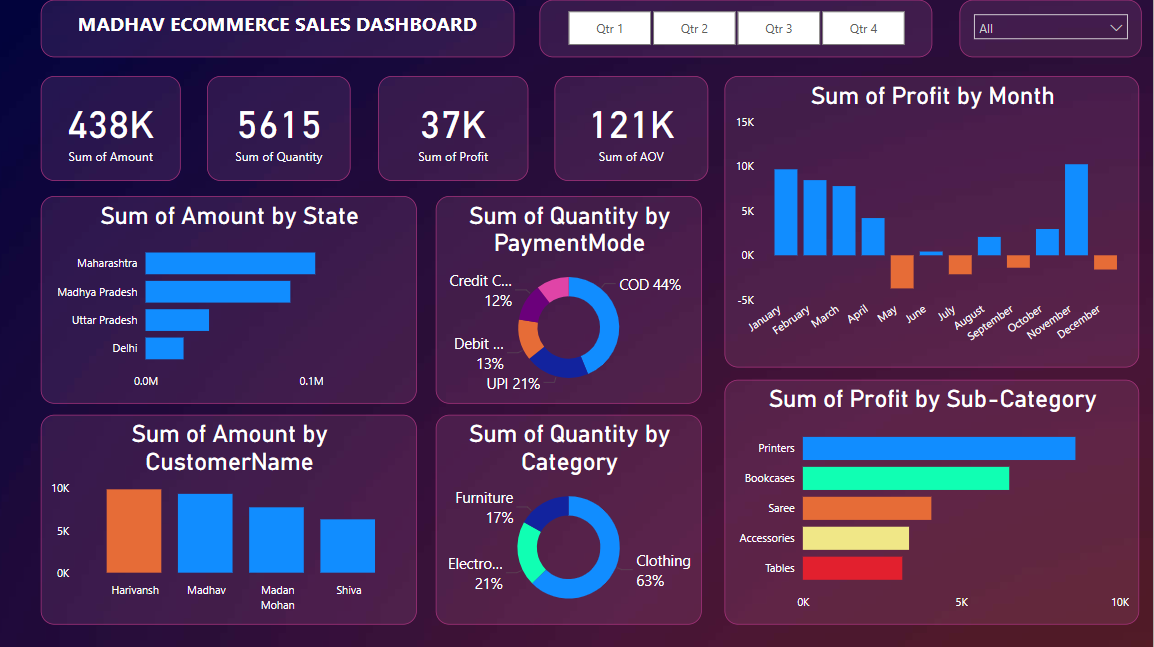 MADHAV ECOMMERCE SALES DASHBOARD
Qtr 1
Qtr 2
Qtr 3
Qtr 4
All
438K
Sum of Amount
5615
Sum of Quantity
37K
Sum of Profit
121K
Sum of AOV
Sum of Profit by Month
15K
10K
5K
0K
-5K
January
February
March
April
May
June
July
August
September
October
November
December
Sum of Amount by State
Maharashtra
Madhya Pradesh
Uttar Pradesh
Delhi
0.0M
0.1M
Sum of Quantity by
PaymentMode
Credit C...
12%
COD 44%
Debit ...
13%
UPI 21%
Sum of Profit by Sub-Category
Printers
Bookcases
Saree
Accessories
Tables
0K
5K
10K
Sum of Amount by
CustomerName
10K
5K
0K
Harivansh
Madhav
Madan
Mohan
Shiva
Sum of Quantity by
Category
Furniture
17%
Electro...
21%
Clothing
63%